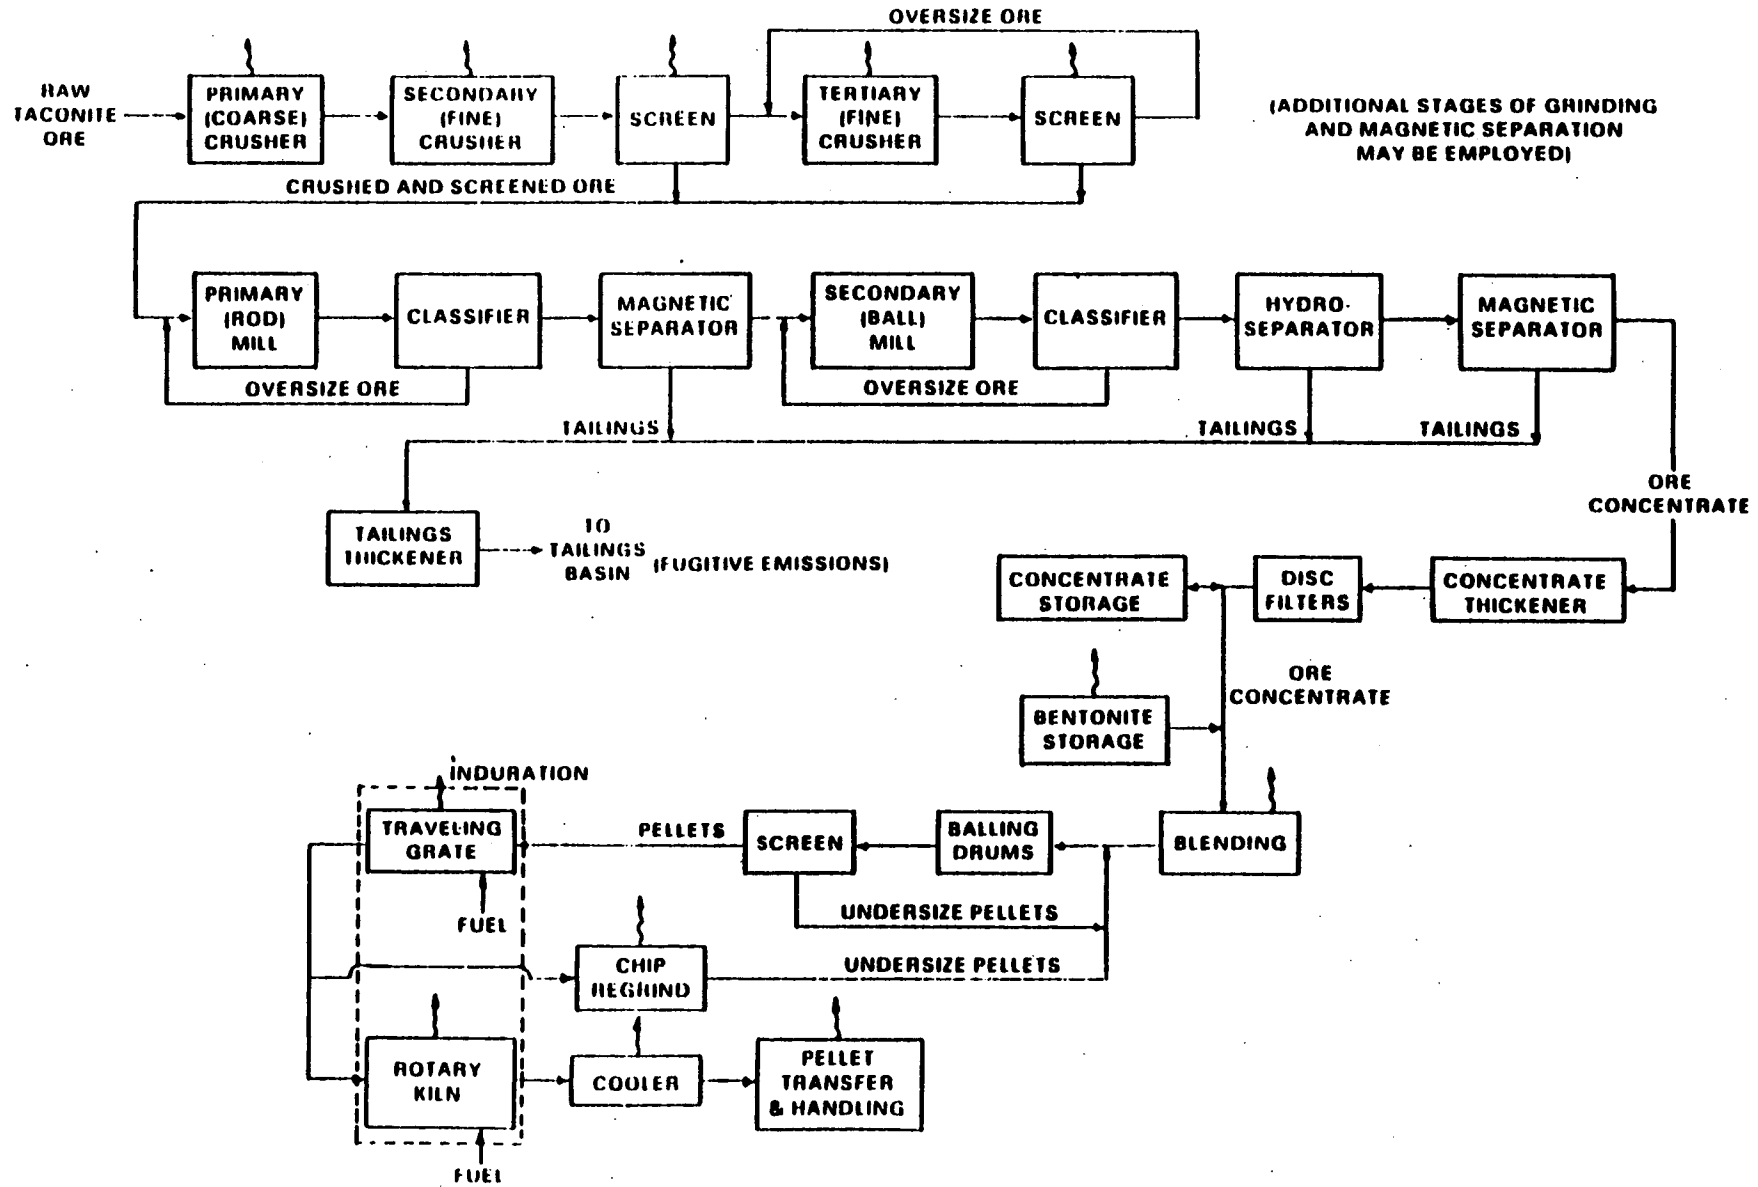 OVERSIZE ORE
RAW
TACONITE
ORE
PRIMARY
(COARSE)
CRUSHER
SECONDARY
(FINE)
CRUSHER
SCREEN
TERTIARY
(FINE)
CRUSHER
SCREEN
(ADDITIONAL STAGES OF GRINDING
AND MAGNETIC SEPARATION
MAY BE EMPLOYED)
CRUSHED AND SCREENED ORE
PRIMARY
(ROD)
MILL
CLASSIFIER
MAGNETIC
SEPARATOR
SECONDARY
(BALL)
MILL
CLASSIFIER
HYDRO-
SEPARATOR
MAGNETIC
SEPARATOR
OVERSIZE ORE
OVERSIZE ORE
TAILINGS
TAILINGS
TAILINGS
ORE
CONCENTRATE
TAILINGS
THICKENER
TO
TAILINGS
BASIN
(FUGITIVE EMISSIONS)
CONCENTRATE
STORAGE
DISC
FILTERS
CONCENTRATE
THICKENER
ORE
CONCENTRATE
BENTONITE
STORAGE
INDURATION
TRAVELING
GRATE
PELLETS
SCREEN
BALLING
DRUMS
BLENDING
FUEL
UNDERSIZE PELLETS
CHIP
REGRIND
UNDERSIZE PELLETS
ROTARY
KILN
COOLER
PELLET
TRANSFER
& HANDLING
FUEL